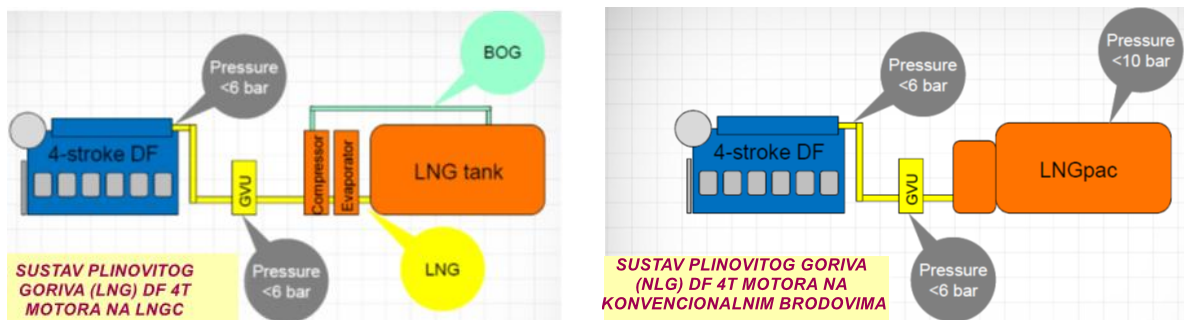 BOG
Pressure
<6 bar
4-stroke DF
GVU
Compressor
Evaporator
LNG tank
Pressure
<6 bar
LNG
SUSTAV PLINOVITOG
GORIVA (LNG) DF 4T
MOTORA NA LNGC
Pressure
<10 bar
Pressure
<6 bar
4-stroke DF
GVU
LNGpac
Pressure
<6 bar
SUSTAV PLINOVITOG GORIVA
(NLG) DF 4T MOTORA NA
KONVENCIONALNIM BRODOVIMA